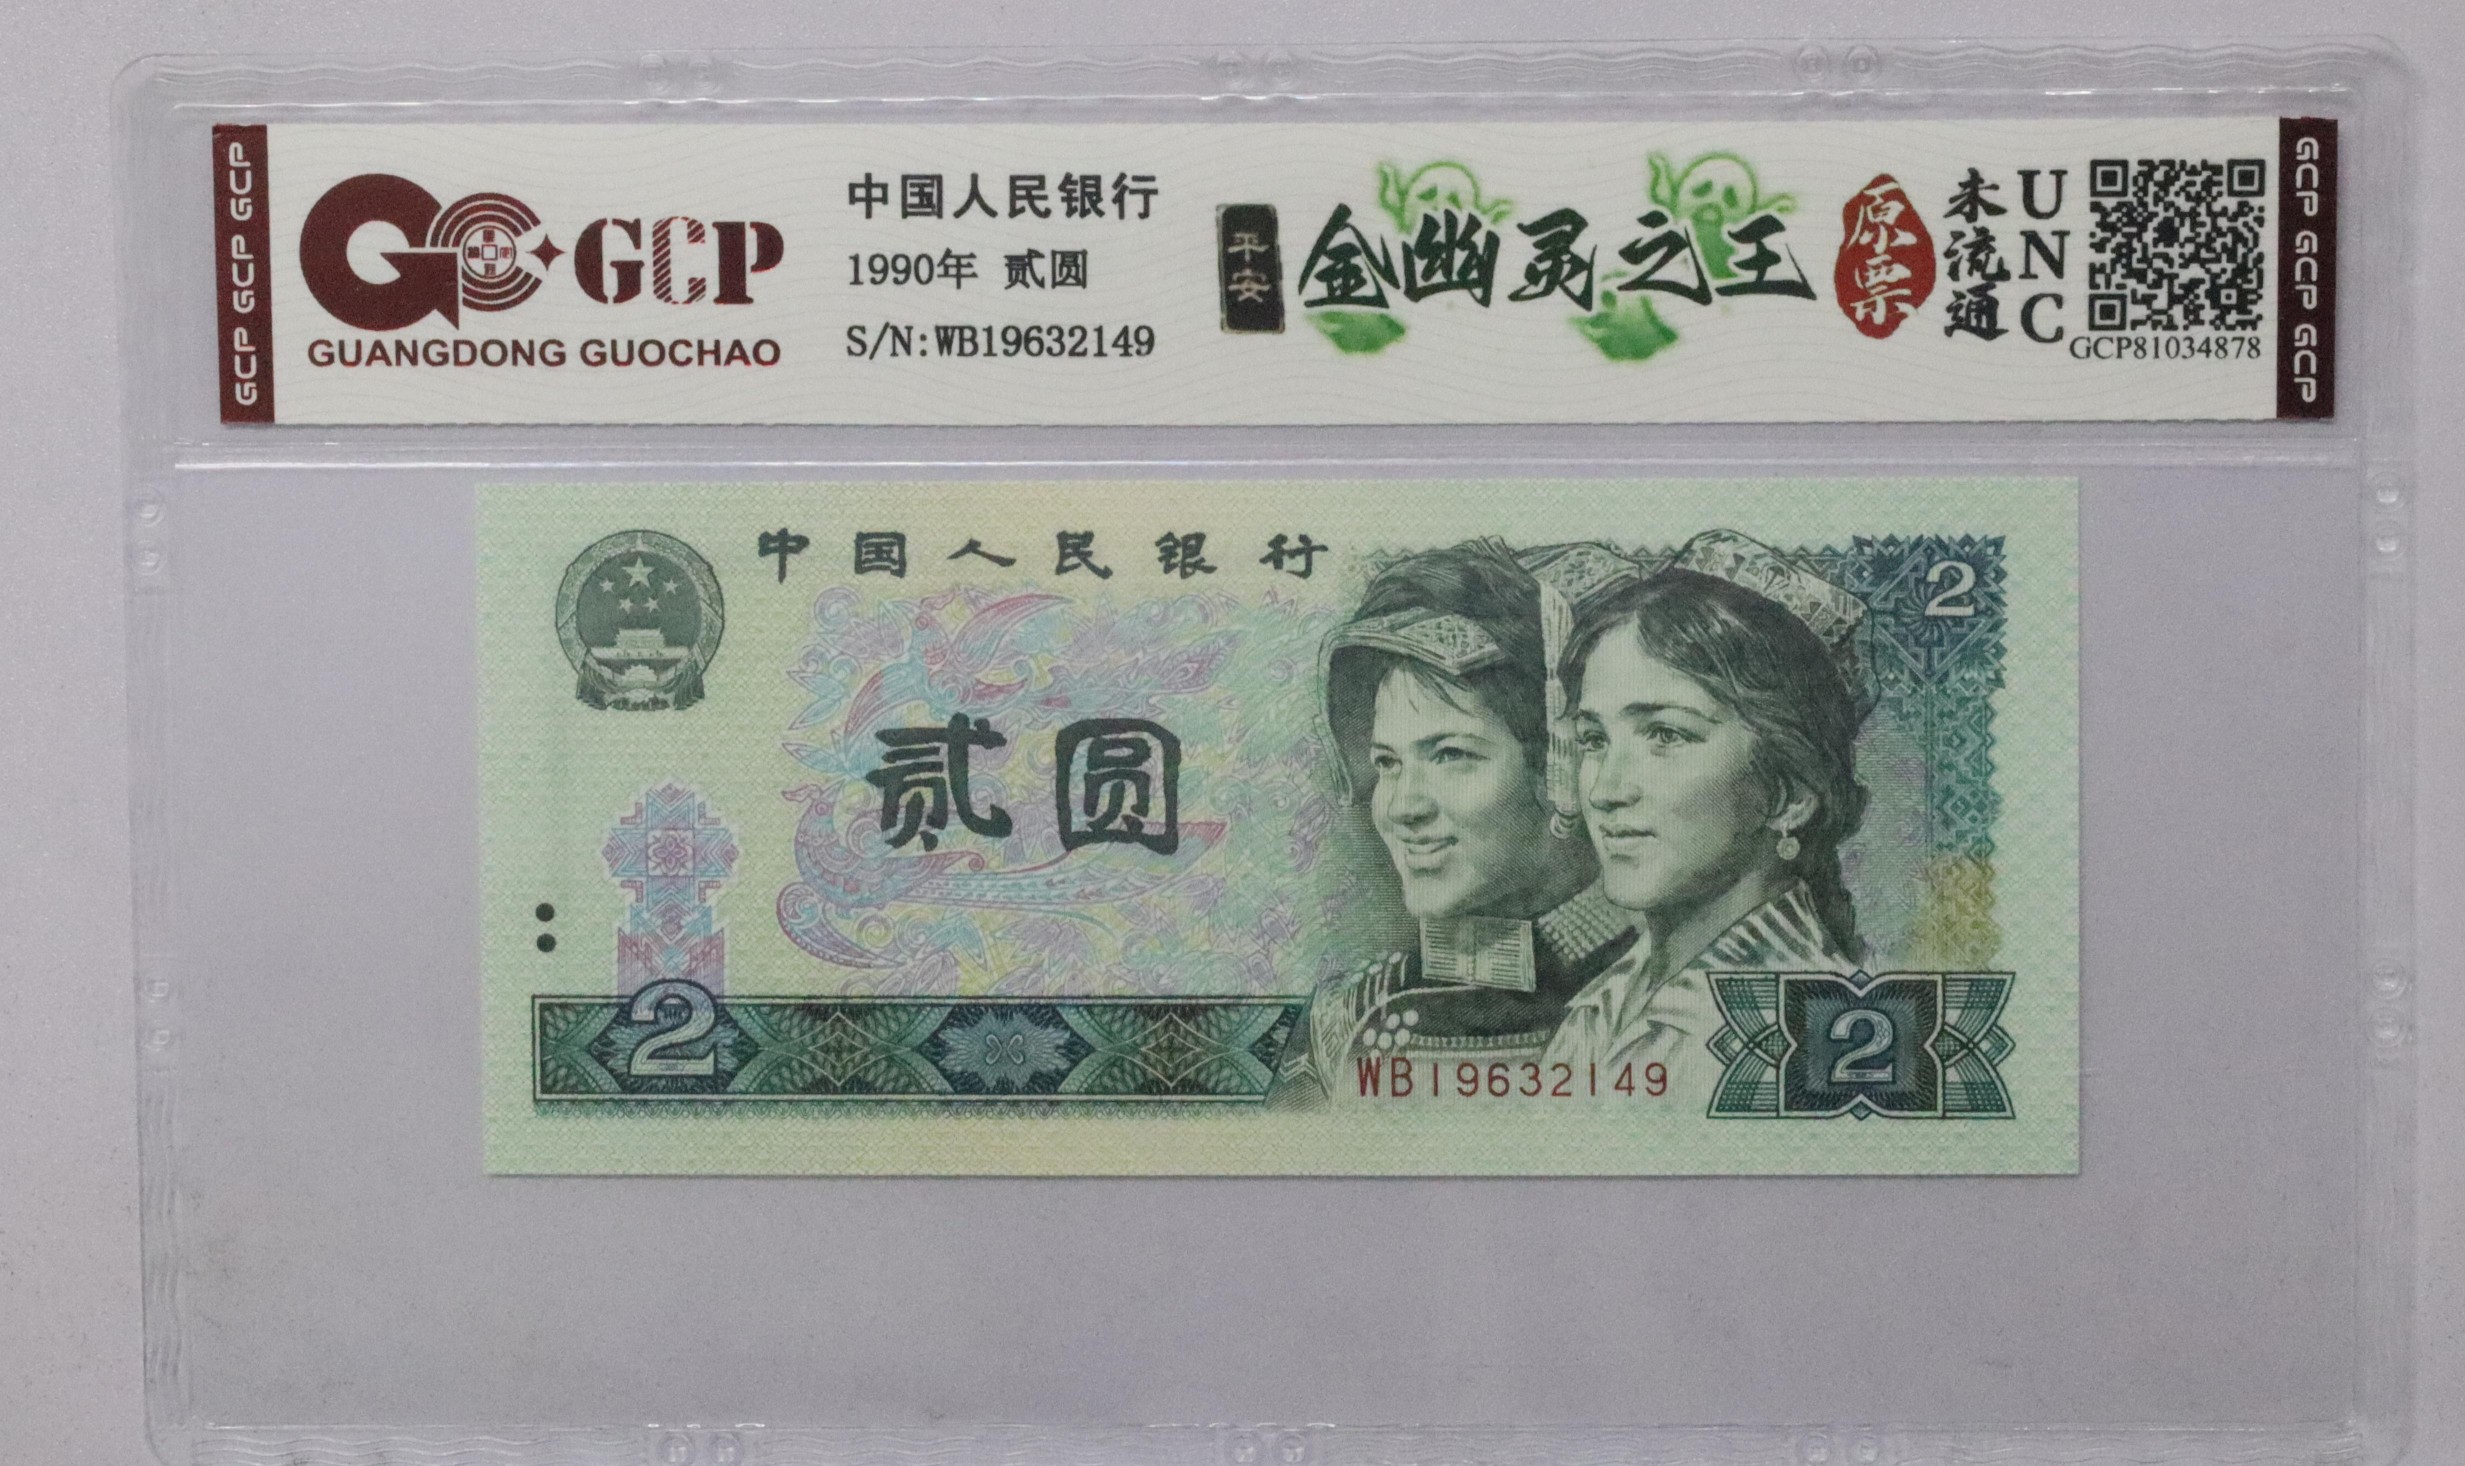 GCP GCP GCP
GCP
GUANGDONG GUOCHAO
中国人民银行
1990年 贰圆
S/N:WB19632149
平安
金幽灵之王
原票
未流通
UNC
GCP81034878
GCP GCP GCP
中国人民银行
2
贰圆
2
WB19632149
2